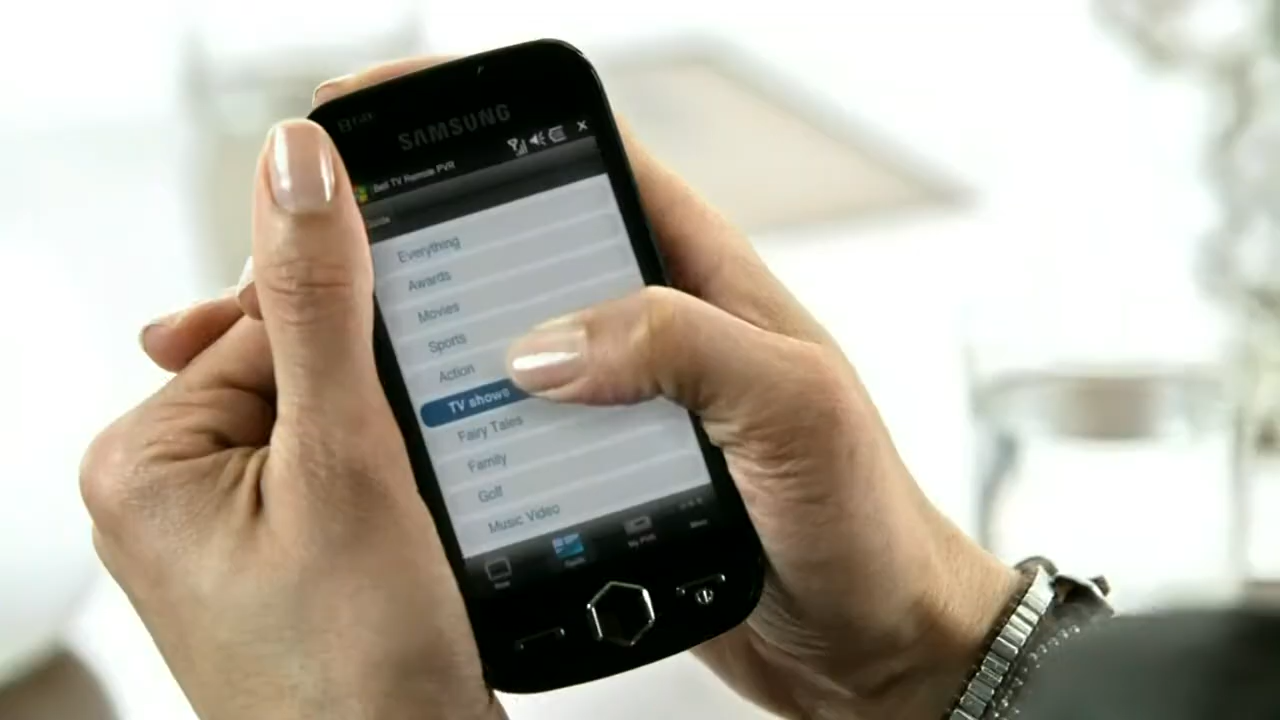 SAMSUNG
Bell TV Remote PVR
Everything
Awards
Movies
Sports
Action
TV shows
Fairy Tales
Family
Golf
Music Video
My PVR